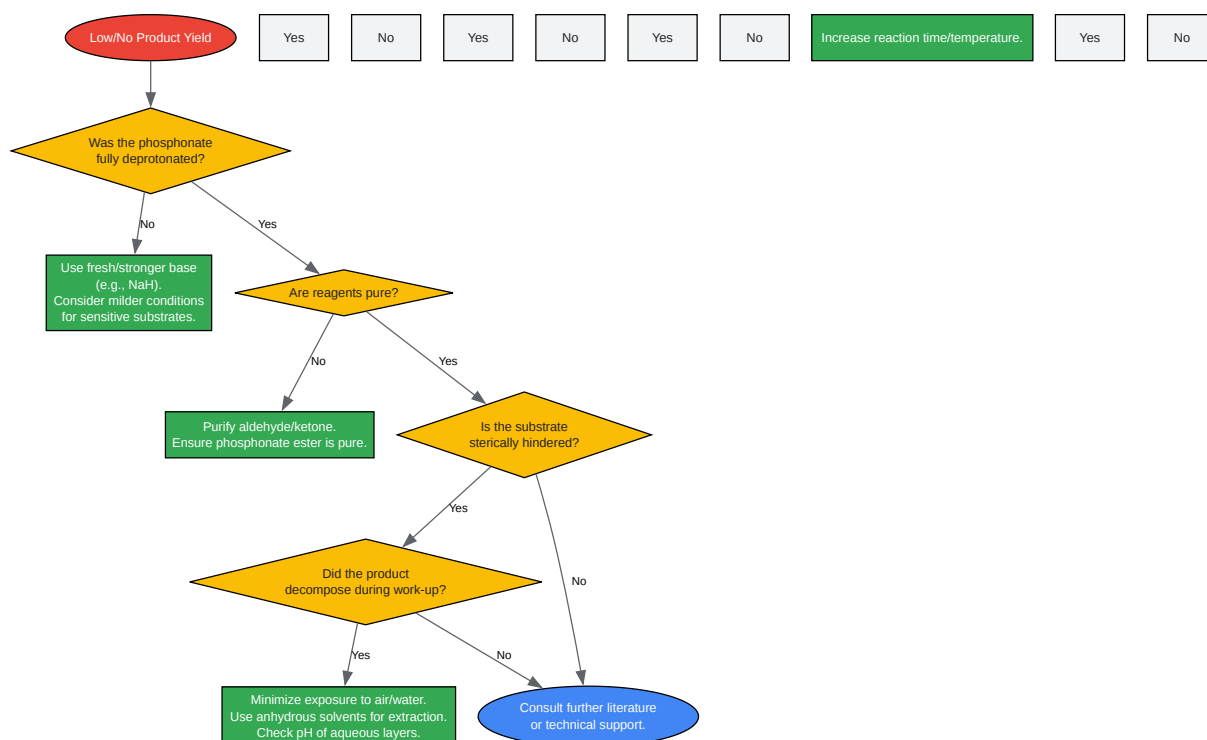 Low/No Product Yield
Yes
No
Yes
No
Yes
No
Increase reaction time/temperature.
Yes
No
Was the phosphonate
fully deprotonated?
No
Yes
Use fresh/stronger base
(e.g., NaH).
Consider milder conditions
for sensitive substrates.
Are reagents pure?
No
Yes
Purify aldehyde/ketone.
Ensure phosphonate ester is pure.
Is the substrate
sterically hindered?
Yes
No
Did the product
decompose during work-up?
Yes
No
Minimize exposure to air/water.
Use anhydrous solvents for extraction.
Check pH of aqueous layers.
Consult further literature
or technical support.